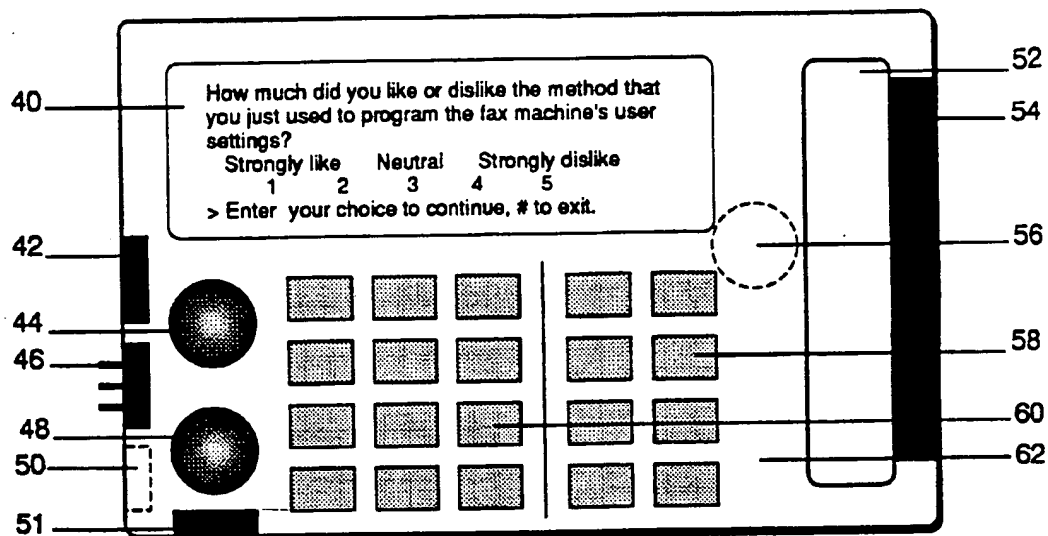 How much did you like or dislike the method that
you just used to program the fax machine's user
settings?
Strongly like Neutral Strongly dislike
1 2 3 4 5
> Enter your choice to continue, # to exit.
40
42
44
46
48
50
51
52
54
56
58
60
62